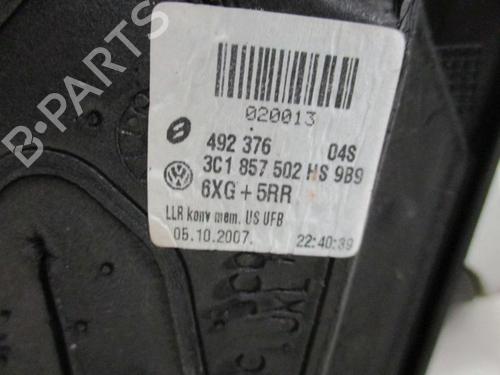 020013
492 376 04S
3C1 857 502 HS 9B9
6XG+5RR
LLR konv mem. US UFB
05.10.2007. 22:40:39
B-PARTS